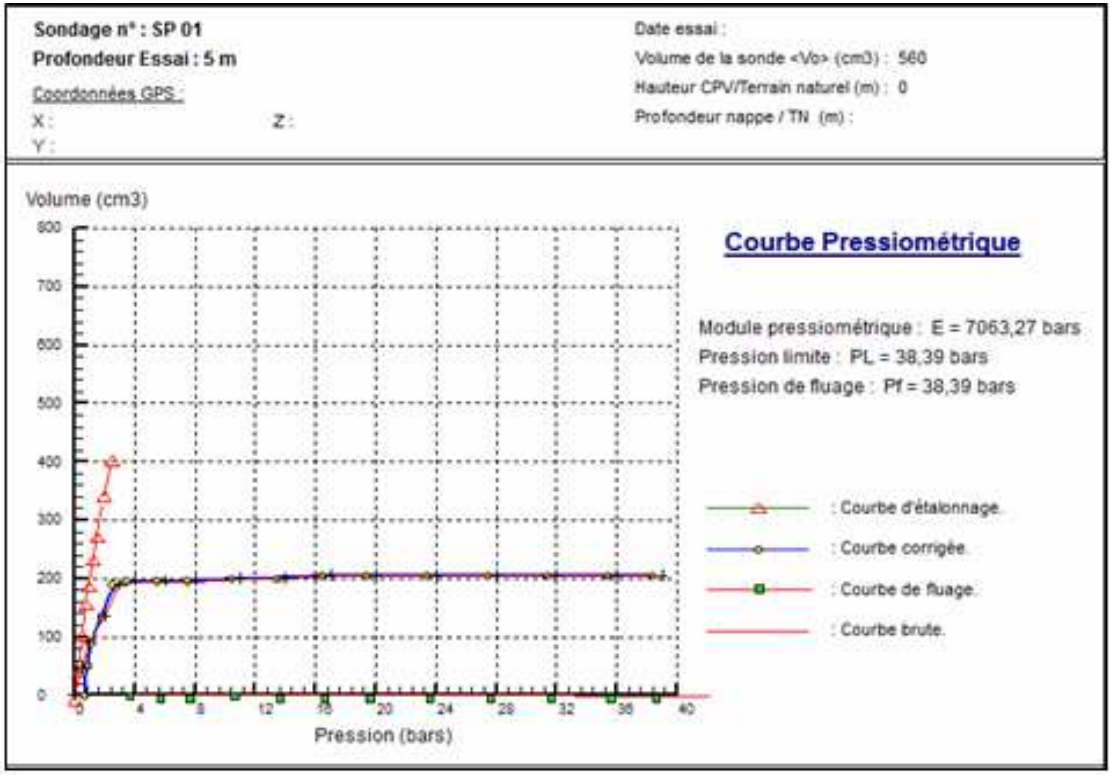 Sondage n° : SP 01
Profondeur Essai : 5 m
Coordonnées GPS :
X :
Z :
Y :
Date essai :
Volume de la sonde <Vo> (cm3) : 560
Hauteur CPV/Terrain naturel (m) : 0
Profondeur nappe / TN (m) :
Volume (cm3)
800
700
600
500
400
300
200
100
0
0 4 8 12 16 20 24 28 32 36 40
Pression (bars)
Courbe Pressiométrique
Module pressiométrique : E = 7063,27 bars
Pression limite : PL = 38,39 bars
Pression de fluage : Pf = 38,39 bars
: Courbe d'étalonnage.
: Courbe corrigée.
: Courbe de fluage.
: Courbe brute.